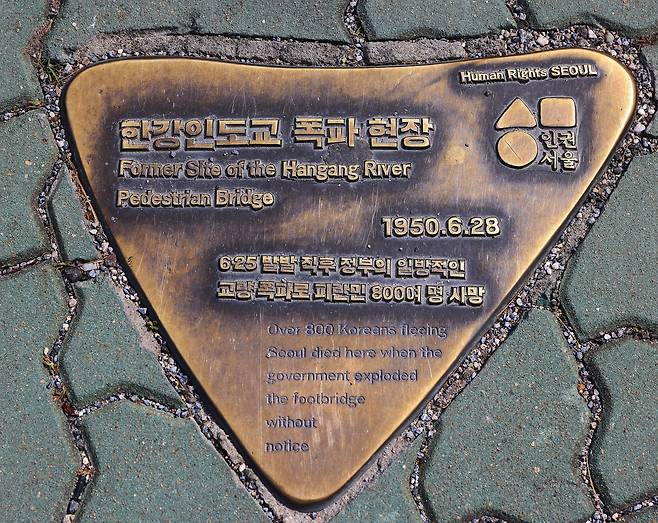 Human Rights SEOUL
인권
서울
한강인도교 폭파 현장
Former Site of the Hangang River
Pedestrian Bridge
1950.6.28
6·25 발발 직후 정부의 일방적인
교량 폭파로 피란민 800여 명 사망
Over 800 Koreans fleeing
Seoul died here when the
government exploded
the footbridge
without
notice